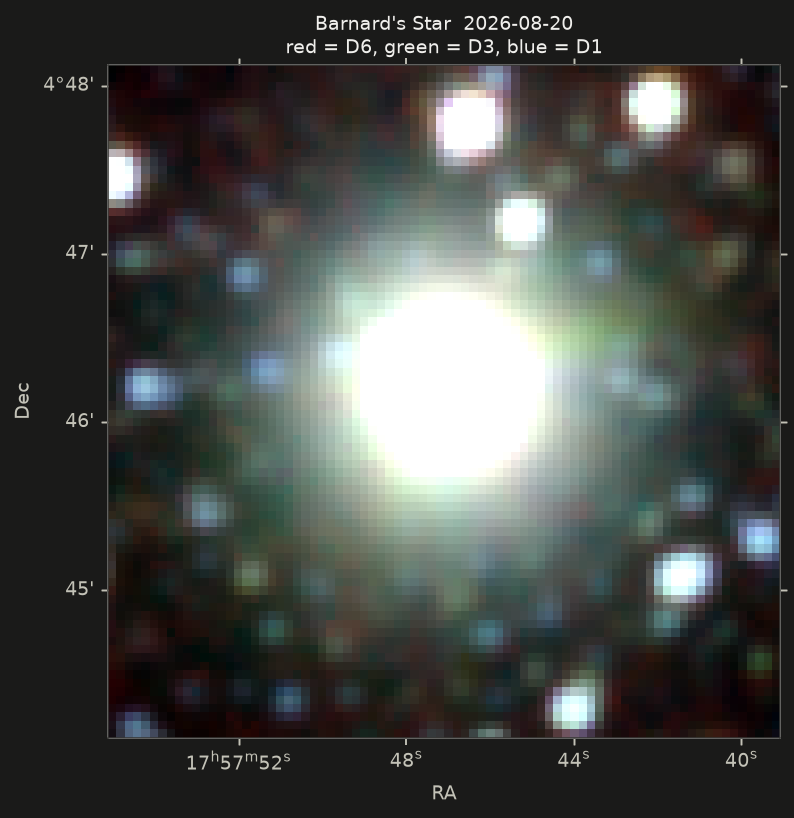 Barnard's Star 2026-08-20
red = D6, green = D3, blue = D1
4°48'
47'
46'
45'
Dec
17ʰ57ᵐ52ˢ 48ˢ 44ˢ 40ˢ
RA